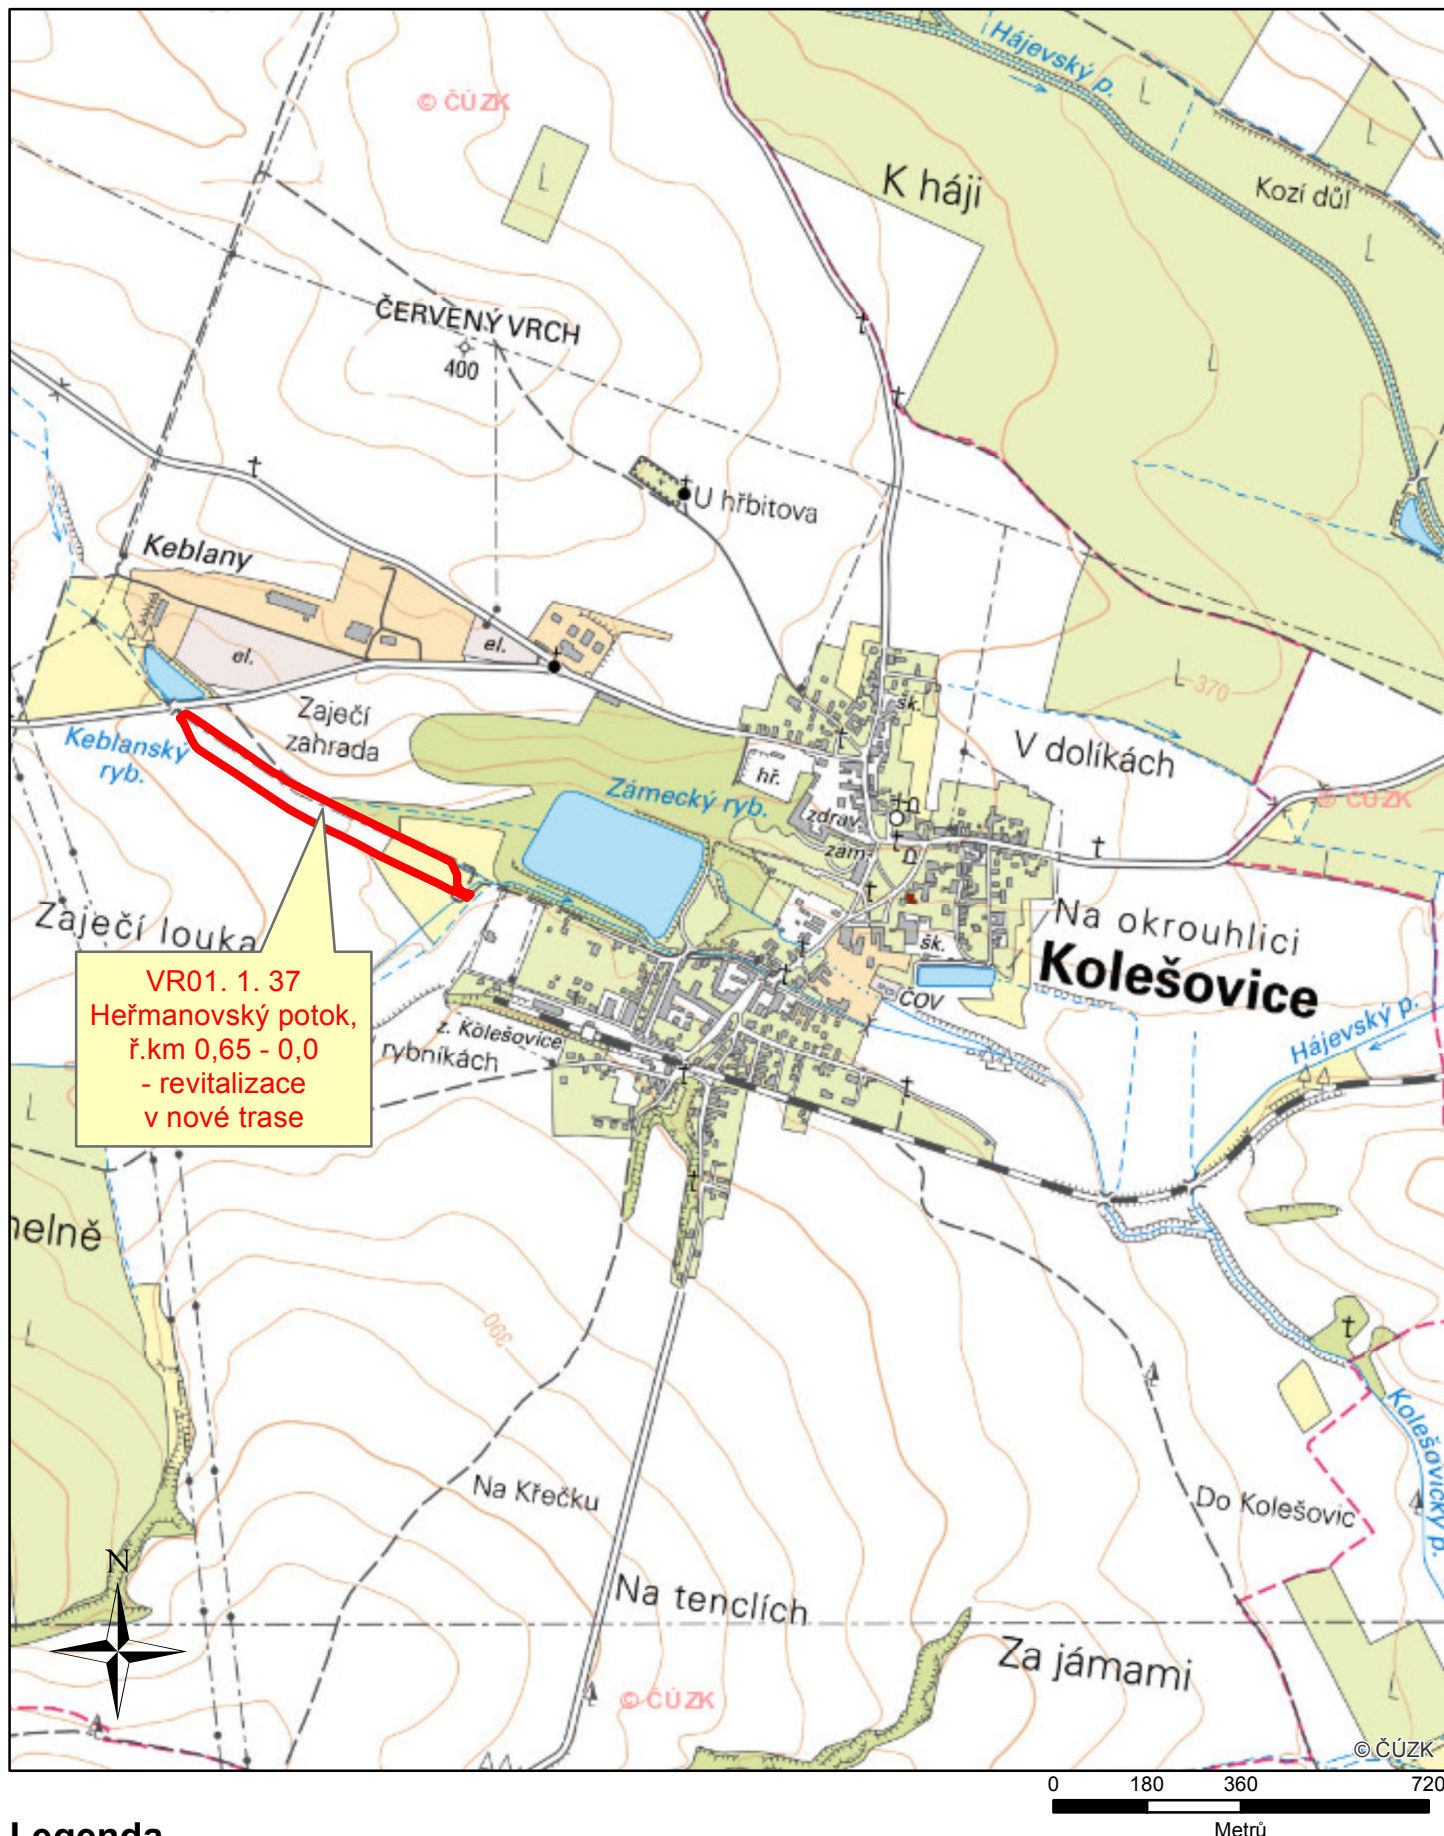 Hájevský p.
© ČÚZK
L
L
L
K háji
Kozí důl
L
ČERVENÝ VRCH
400
L
U hřbitova
Keblany
el.
el.
L
370
šk.
Zaječí
zahrada
Keblanský
ryb.
V dolíkách
hř.
Zámecký ryb.
© ČÚZK
zdrav.
zám.
Zaječí louka
Na okrouhlici
Kolešovice
šk.
ČOV
VR01. 1. 37
Heřmanovský potok,
ř.km 0,65 - 0,0
- revitalizace
v nové trase
z. Kolešovice
rybníkách
Hájevský p.
L
nelně
L
390
Kolešovický p.
Na Křečku
Do Kolešovic
N
Na tenclích
Za jámami
L
© ČÚZK
© ČÚZK
0 180 360 720
Metrů
Legenda